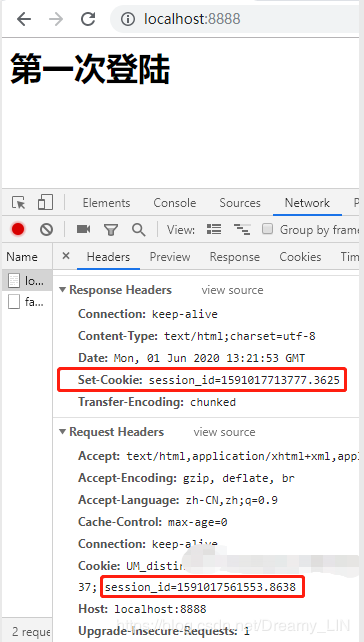 localhost:8888
第一次登陆
Elements Console Sources Network
View: Group by frame
Name × Headers Preview Response Cookies Tim
lo...
fa...
Response Headers view source
Connection: keep-alive
Content-Type: text/html;charset=utf-8
Date: Mon, 01 Jun 2020 13:21:53 GMT
Set-Cookie: session_id=1591017713777.3625
Transfer-Encoding: chunked
Request Headers view source
Accept: text/html,application/xhtml+xml,appl
Accept-Encoding: gzip, deflate, br
Accept-Language: zh-CN,zh;q=0.9
Cache-Control: max-age=0
Connection: keep-alive
Cookie: UM_distin
37; session_id=1591017561553.8638
Host: localhost:8888
Upgrade-Insecure-Requests: 1
2 reque
https://blog.csdn.net/Dreamy_LIN